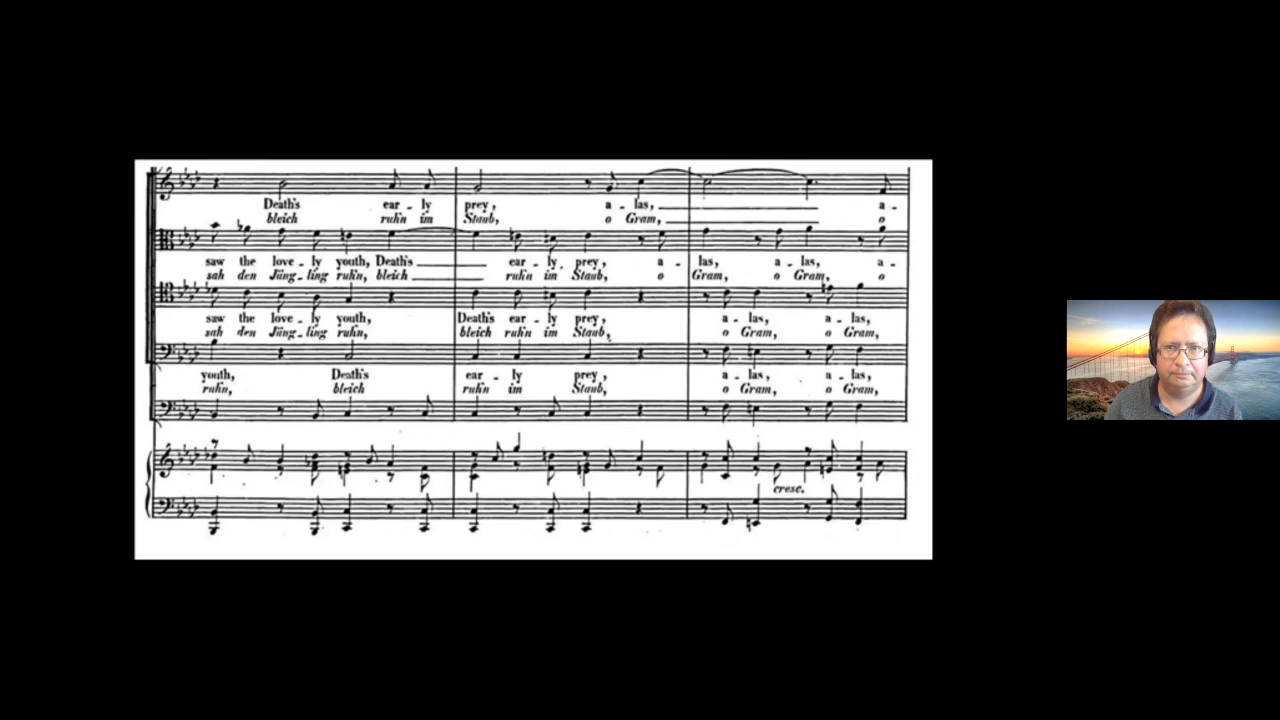 Death's ear - ly prey, a - las, a -
bleich ruh'n im Staub, o Gram, o
saw the love - ly youth, Death's ear - ly prey, a - las, a - las, a -
sah den Jüng - ling ruh'n, bleich ruh'n im Staub, o Gram, o Gram, o
saw the love - ly youth, Death's ear - ly prey, a - las, a - las,
sah den Jüng - ling ruh'n, bleich ruh'n im Staub, o Gram, o Gram,
youth, Death's ear - ly prey, a - las, a - las,
ruh'n, bleich ruh'n im Staub, o Gram, o Gram,
cresc.